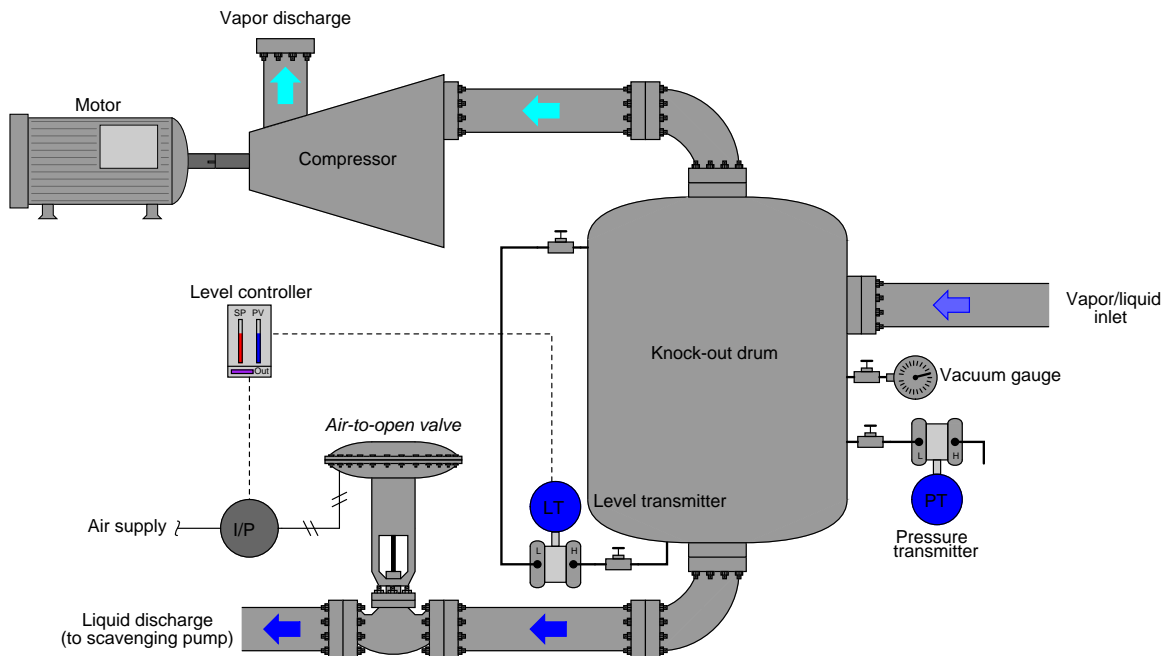 Vapor discharge
Motor
Compressor
Level controller
SP PV
Out
Vapor/liquid
inlet
Knock-out drum
Vacuum gauge
Air-to-open valve
L H
PT
Pressure
transmitter
LT
Level transmitter
L H
Air supply
I/P
Liquid discharge
(to scavenging pump)